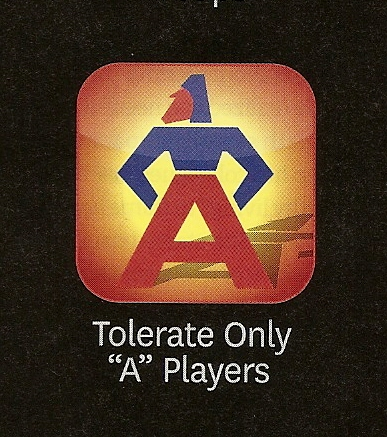 A
Tolerate Only
“A” Players